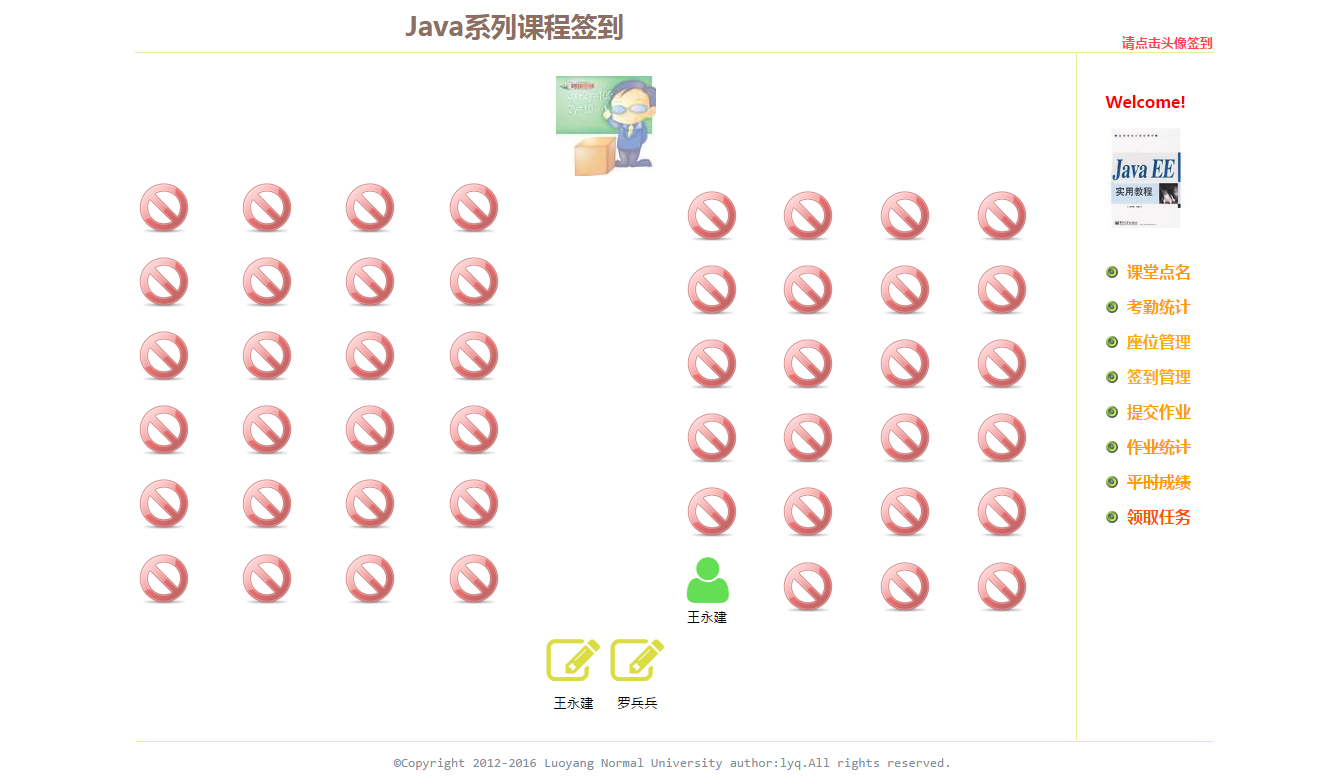 Java系列课程签到
请点击头像签到
Welcome!
Java EE
实用教程
课堂点名
考勤统计
座位管理
签到管理
提交作业
作业统计
平时成绩
领取任务
王永建
王永建
罗兵兵
©Copyright 2012-2016 Luoyang Normal University author:lyq.All rights reserved.